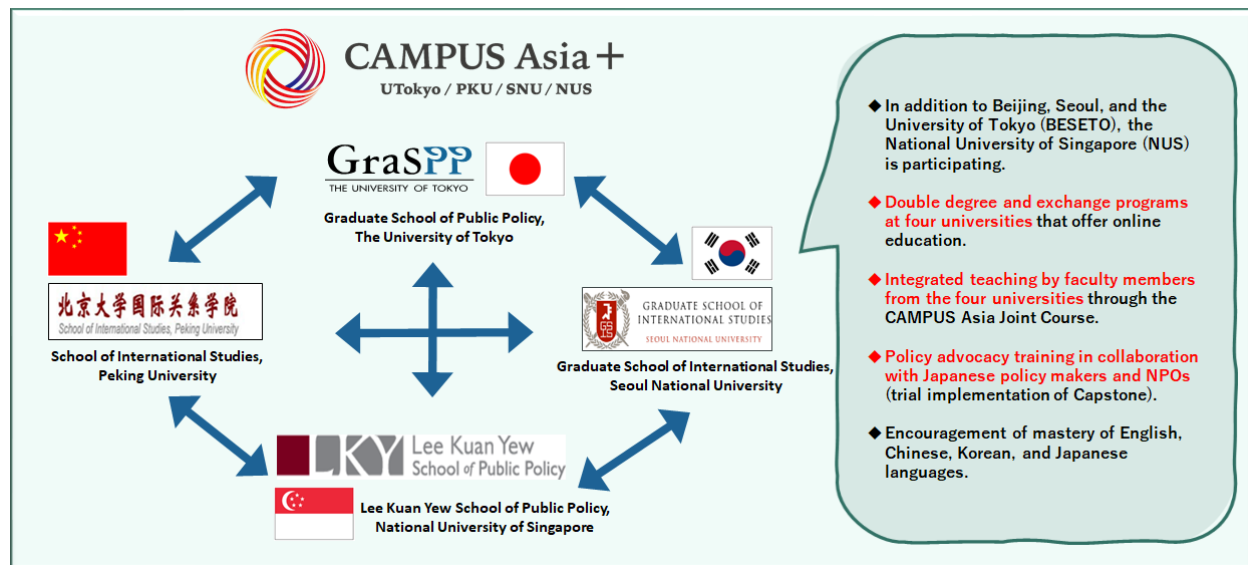 CAMPUS Asia+
UTokyo / PKU / SNU / NUS
GraSPP
THE UNIVERSITY OF TOKYO
Graduate School of Public Policy,
The University of Tokyo
北京大学国际关系学院
School of International Studies, Peking University
School of International Studies,
Peking University
GRADUATE SCHOOL OF
INTERNATIONAL STUDIES
SEOUL NATIONAL UNIVERSITY
Graduate School of International Studies,
Seoul National University
LKY Lee Kuan Yew
School of Public Policy
Lee Kuan Yew School of Public Policy,
National University of Singapore
◆In addition to Beijing, Seoul, and the
University of Tokyo (BESETO), the
National University of Singapore (NUS)
is participating.
◆Double degree and exchange programs
at four universities that offer online
education.
◆Integrated teaching by faculty members
from the four universities through the
CAMPUS Asia Joint Course.
◆Policy advocacy training in collaboration
with Japanese policy makers and NPOs
(trial implementation of Capstone).
◆Encouragement of mastery of English,
Chinese, Korean, and Japanese
languages.